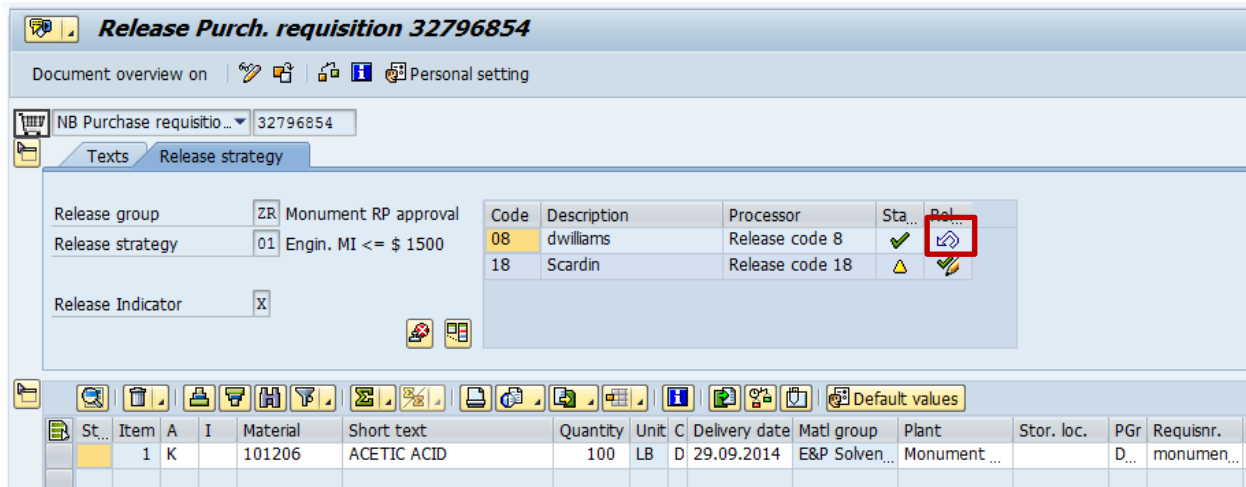 Release Purch. requisition 32796854
Document overview on Personal setting
NB Purchase requisitio... 32796854
Texts Release strategy
Release group ZR Monument RP approval
Release strategy 01 Engin. MI <= $ 1500
Release Indicator X
Code Description Processor Sta... Rel...
08 dwilliams Release code 8
18 Scardin Release code 18
Default values
St... Item A I Material Short text Quantity Unit C Delivery date Matl group Plant Stor. loc. PGr Requisnr.
1 K 101206 ACETIC ACID 100 LB D 29.09.2014 E&P Solven... Monument ... D... monumen...